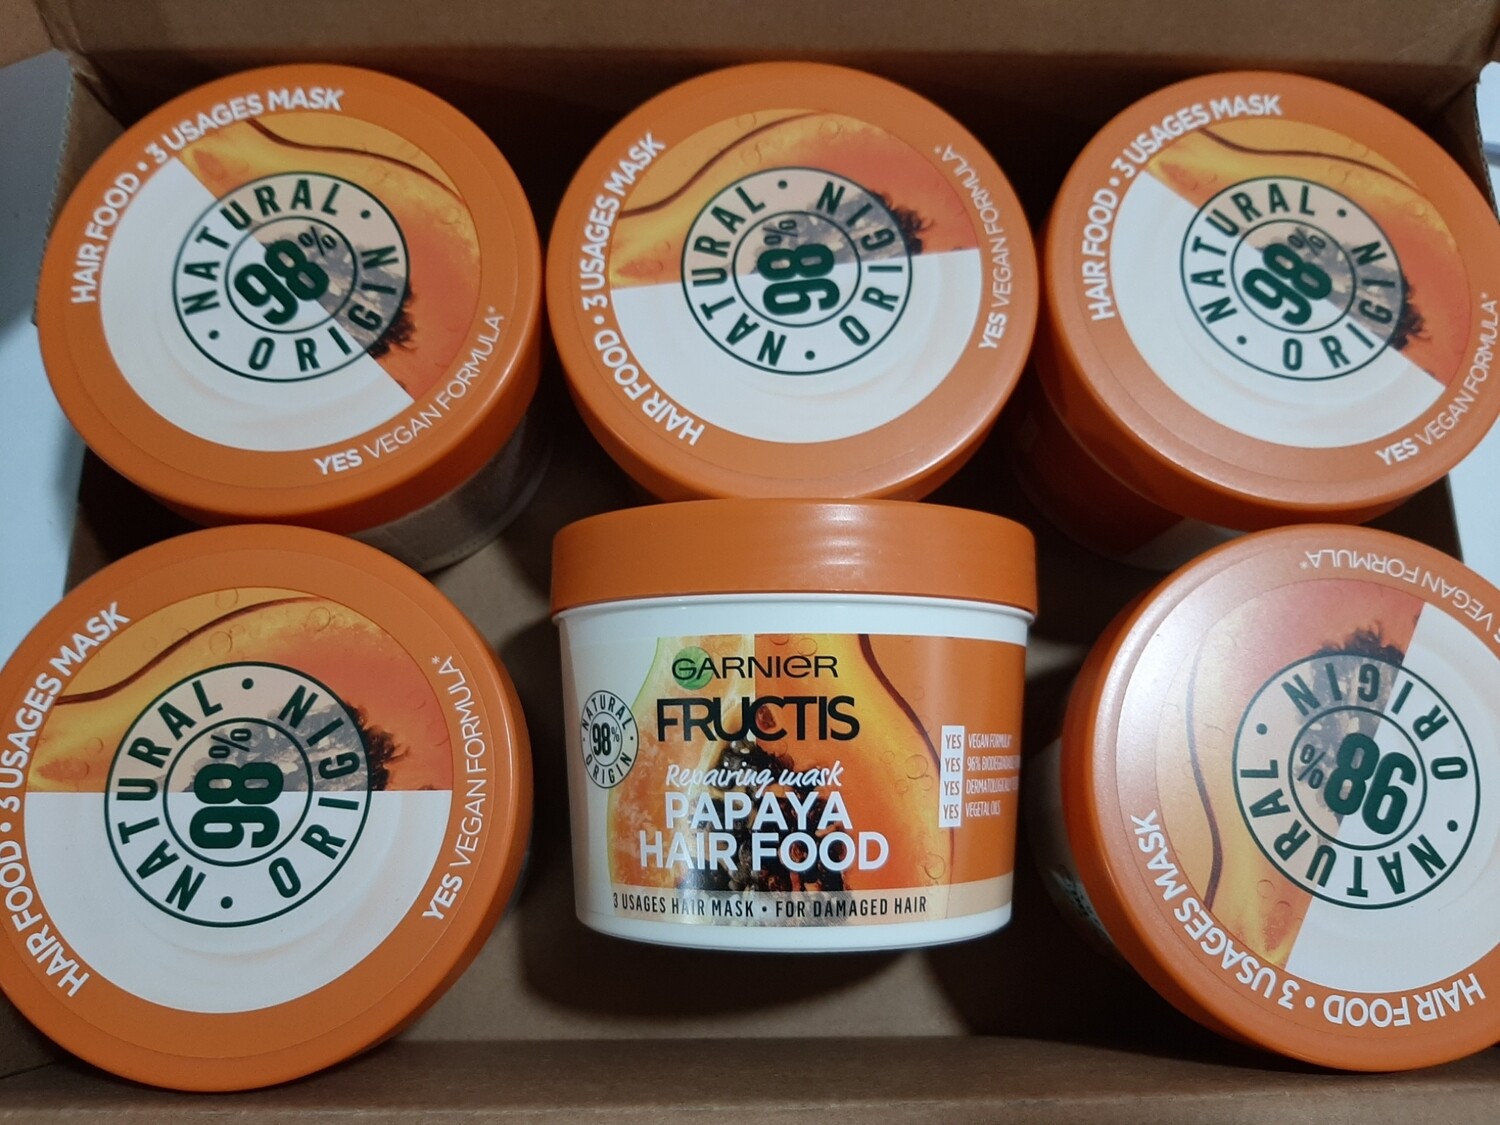 HAIR FOOD • 3 USAGES MASK
NATURAL • ORIGIN •
98%
YES VEGAN FORMULA*
HAIR FOOD • 3 USAGES MASK
NATURAL • ORIGIN •
98%
YES VEGAN FORMULA*
HAIR FOOD • 3 USAGES MASK
NATURAL • ORIGIN •
98%
YES VEGAN FORMULA*
HAIR FOOD • 3 USAGES MASK
NATURAL • ORIGIN •
98%
YES VEGAN FORMULA*
GARNIER
FRUCTIS
NATURAL • ORIGIN •
98%
Repairing mask
PAPAYA
HAIR FOOD
3 USAGES HAIR MASK • FOR DAMAGED HAIR
YES VEGAN FORMULA*
YES 96%
YES
YES VEGETAL OILS
HAIR FOOD • 3 USAGES MASK
NATURAL • ORIGIN •
98%
VEGAN FORMULA*